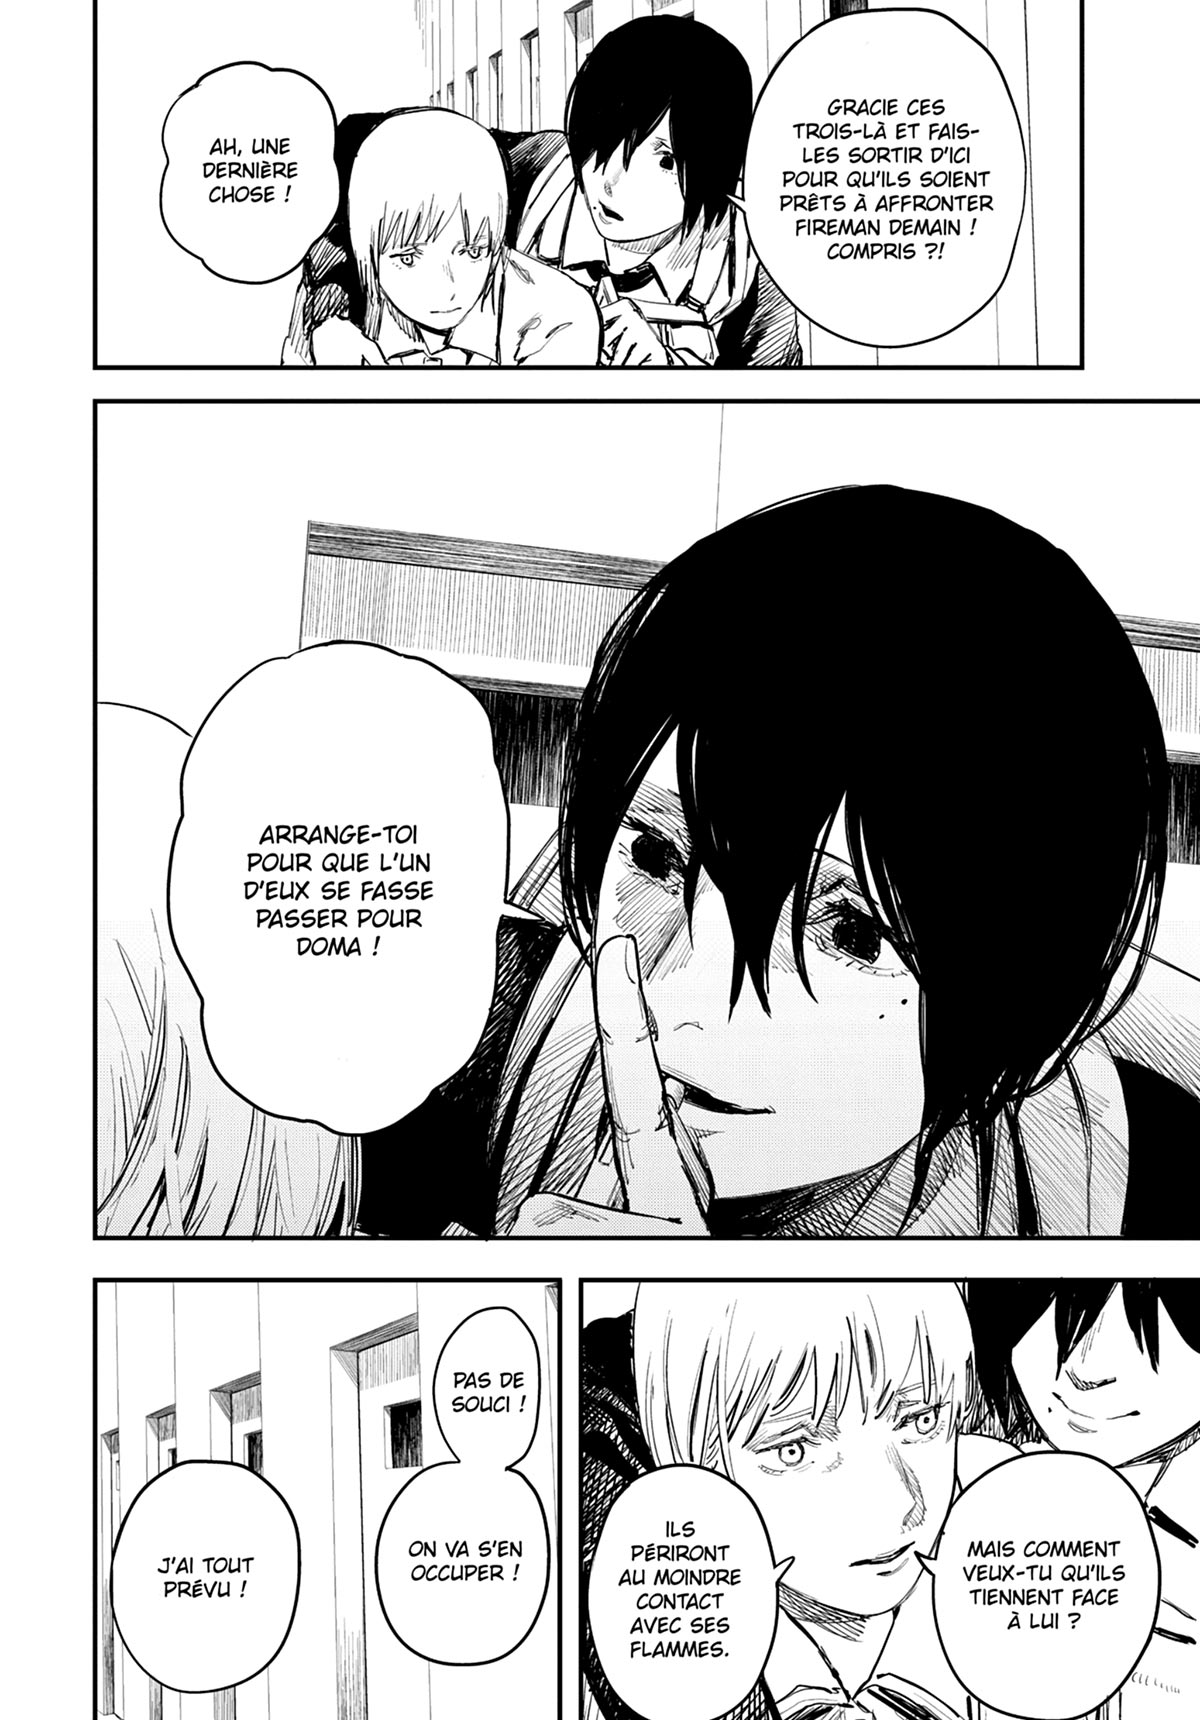 GRACIE CES
TROIS-LÀ ET FAIS-
LES SORTIR D'ICI
POUR QU'ILS SOIENT
PRÊTS À AFFRONTER
FIREMAN DEMAIN !
COMPRIS ?!
AH, UNE
DERNIÈRE
CHOSE !
ARRANGE-TOI
POUR QUE L'UN
D'EUX SE FASSE
PASSER POUR
DOMA !
MAIS COMMENT
VEUX-TU QU'ILS
TIENNENT FACE
À LUI ?
ILS
PÉRIRONT
AU MOINDRE
CONTACT
AVEC SES
FLAMMES.
PAS DE
SOUCI !
ON VA S'EN
OCCUPER !
J'AI TOUT
PRÉVU !